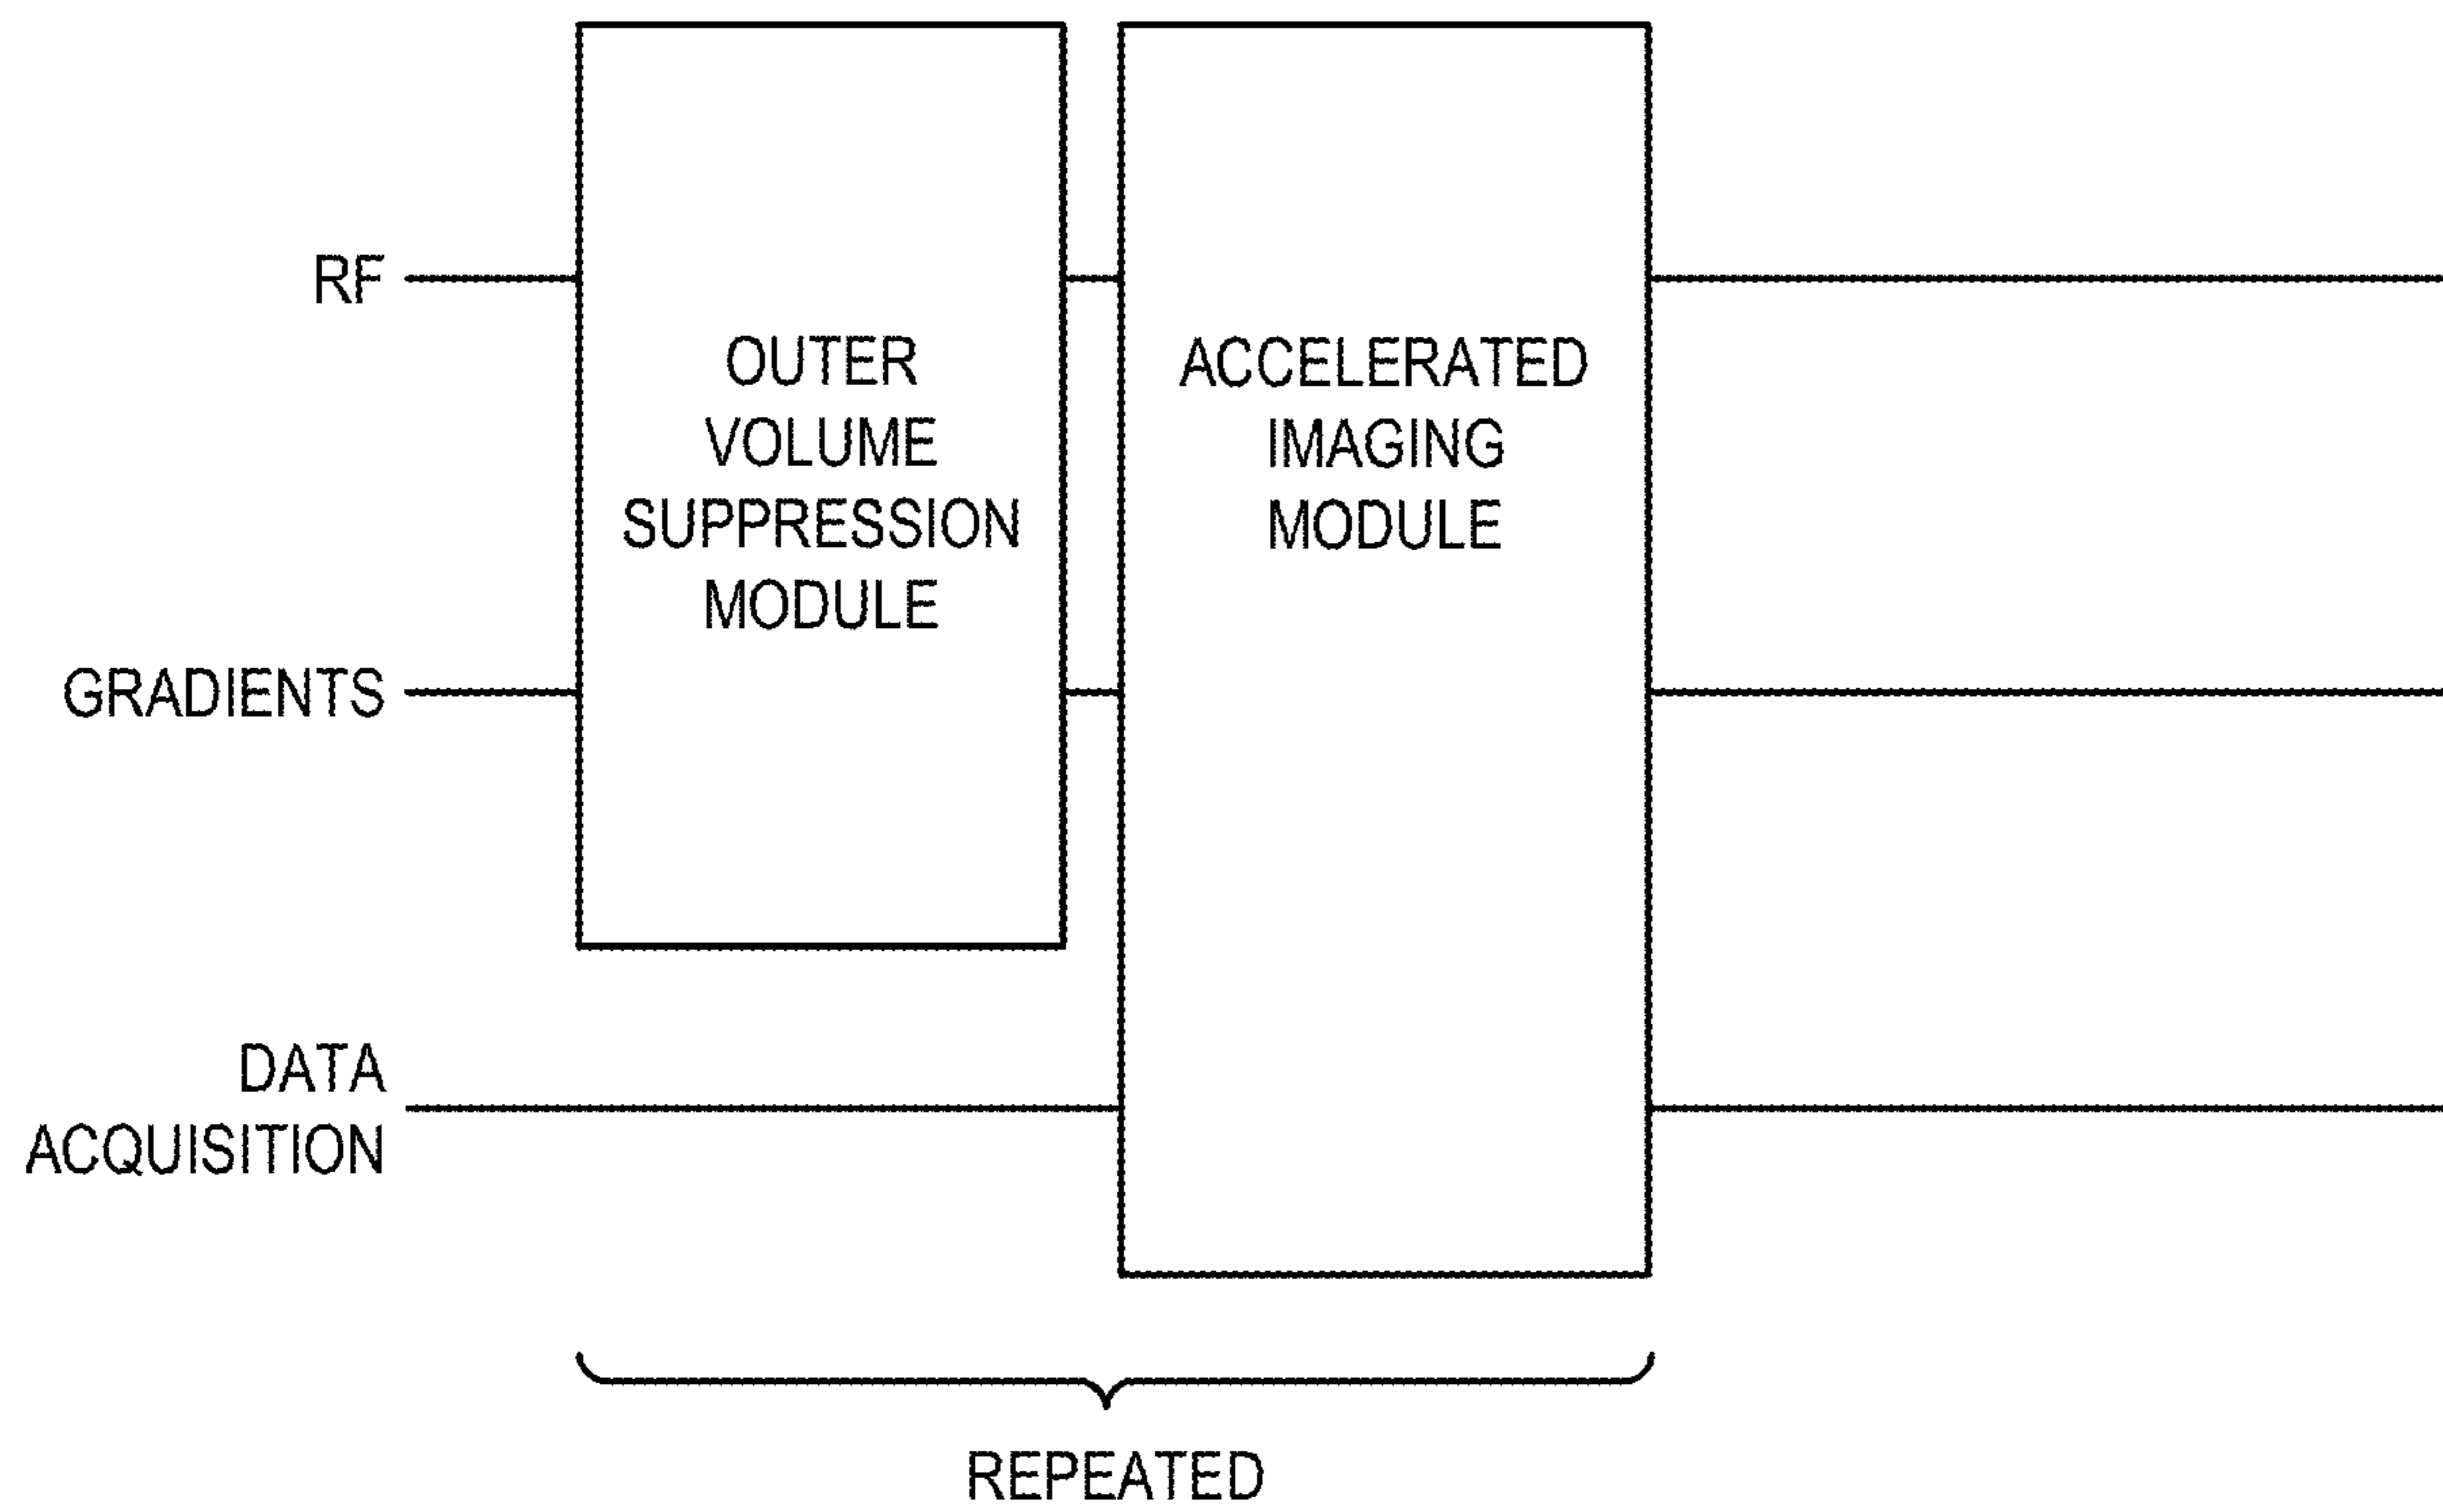 RF
OUTER
VOLUME
SUPPRESSION
MODULE
ACCELERATED
IMAGING
MODULE
GRADIENTS
DATA
ACQUISITION
REPEATED